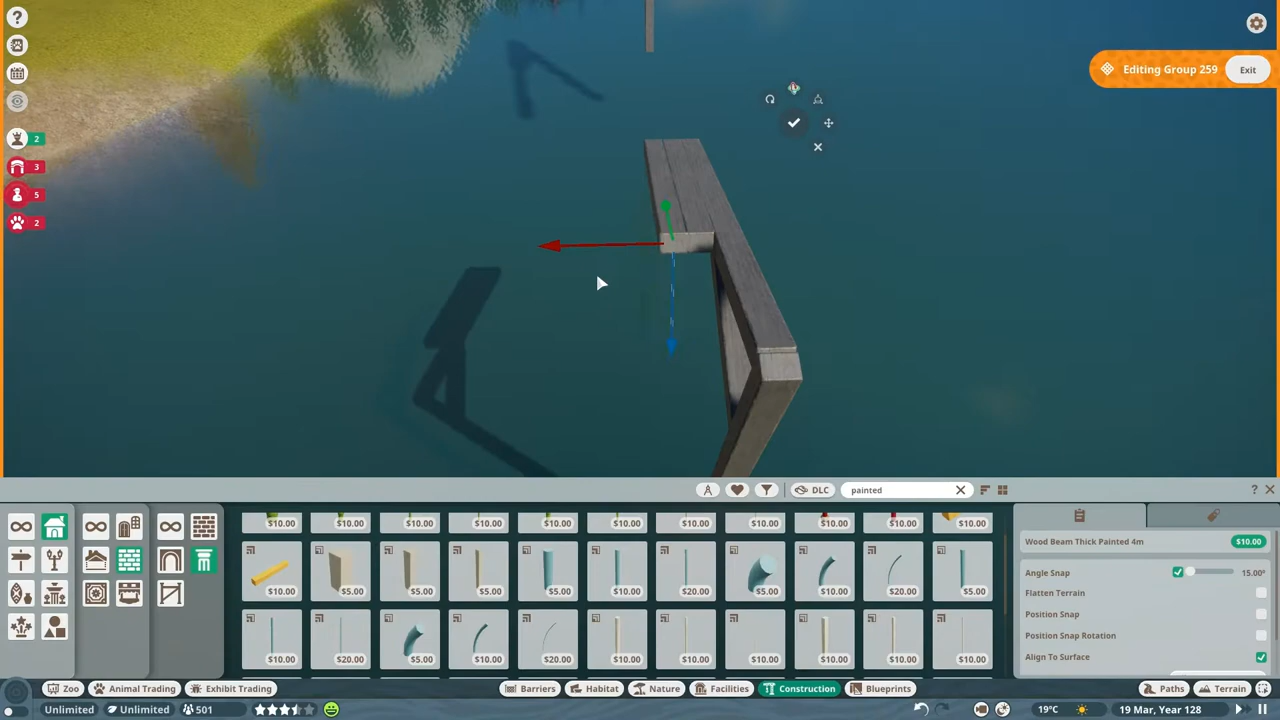 ?
Editing Group 259
Exit
2
3
5
2
DLC
painted
?
$10.00 $10.00 $10.00 $10.00 $10.00 $10.00 $10.00 $10.00 $10.00 $10.00 $10.00
$10.00 $5.00 $5.00 $5.00 $5.00 $10.00 $20.00 $5.00 $10.00 $20.00 $5.00
$10.00 $20.00 $5.00 $10.00 $20.00 $10.00 $10.00 $10.00 $10.00 $10.00 $10.00
Wood Beam Thick Painted 4m
$10.00
Angle Snap
15.00°
Flatten Terrain
Position Snap
Position Snap Rotation
Align To Surface
Zoo
Animal Trading
Exhibit Trading
Barriers
Habitat
Nature
Facilities
Construction
Blueprints
Paths
Terrain
Unlimited
Unlimited
501
19°C
19 Mar, Year 128